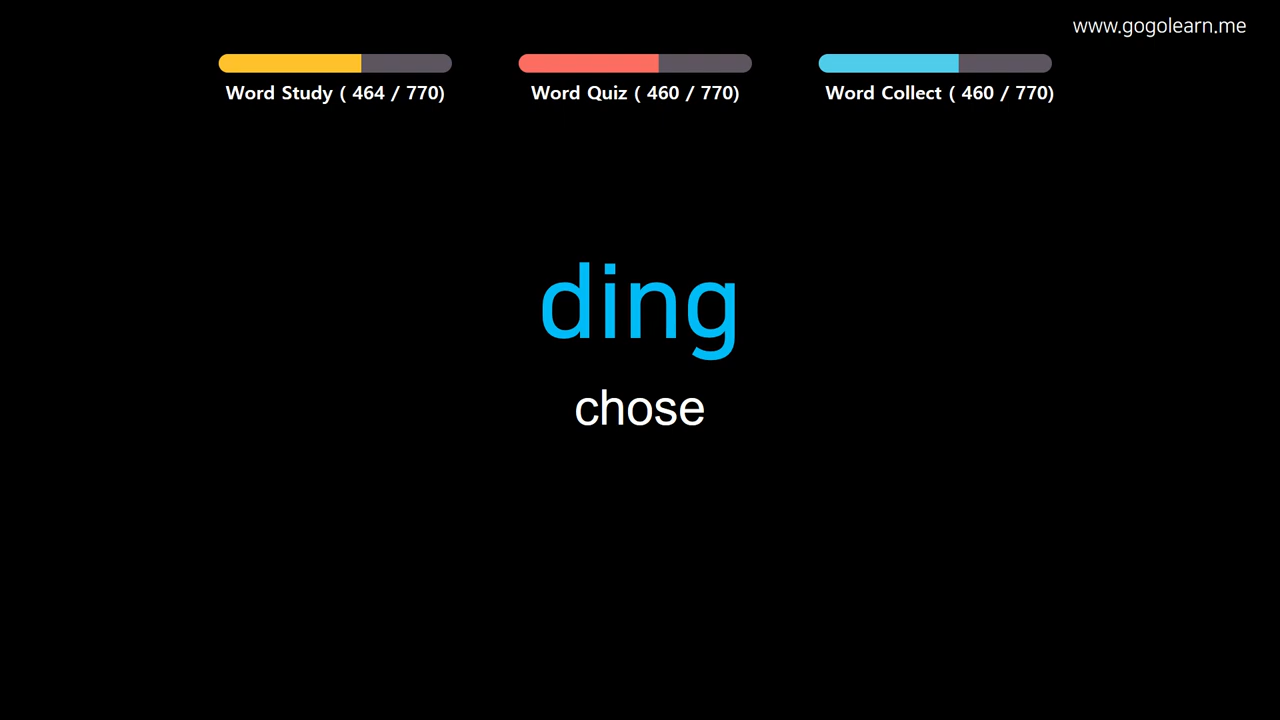 www.gogolearn.me
Word Study ( 464 / 770)
Word Quiz ( 460 / 770)
Word Collect ( 460 / 770)
ding
chose